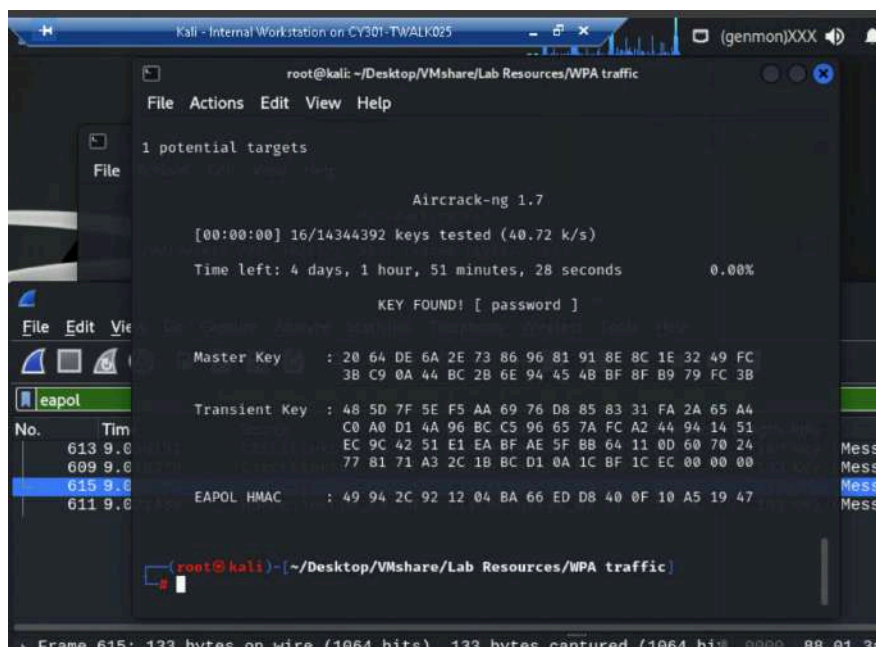 Kali - Internal Workstation on CY301-TWALK025
(genmon)XXX
root@kali: ~/Desktop/VMshare/Lab Resources/WPA traffic
File Actions Edit View Help
File
1 potential targets
Aircrack-ng 1.7
[00:00:00] 16/14344392 keys tested (40.72 k/s)
Time left: 4 days, 1 hour, 51 minutes, 28 seconds 0.00%
KEY FOUND! [ password ]
File Edit Vie
Master Key : 20 64 DE 6A 2E 73 86 96 81 91 8E 8C 1E 32 49 FC
3B C9 0A 44 BC 2B 6E 94 45 4B BF 8F B9 79 FC 3B
eapol
Transient Key : 48 5D 7F 5E F5 AA 69 76 D8 85 83 31 FA 2A 65 A4
C0 A0 D1 4A 96 BC C5 96 65 7A FC A2 44 94 14 51
EC 9C 42 51 E1 EA BF AE 5F BB 64 11 0D 60 70 24
77 81 71 A3 2C 1B BC D1 0A 1C BF 1C EC 00 00 00
No. Tim
613 9.0 Mess
609 9.0 Mess
615 9.0 Mess
611 9.0 Mess
EAPOL HMAC : 49 94 2C 92 12 04 BA 66 ED D8 40 0F 10 A5 19 47
(root㉿kali)-[~/Desktop/VMshare/Lab Resources/WPA traffic]
#
Frame 615: 133 bytes on wire (1064 bits), 133 bytes captured (1064 bi 0000 88 01 3